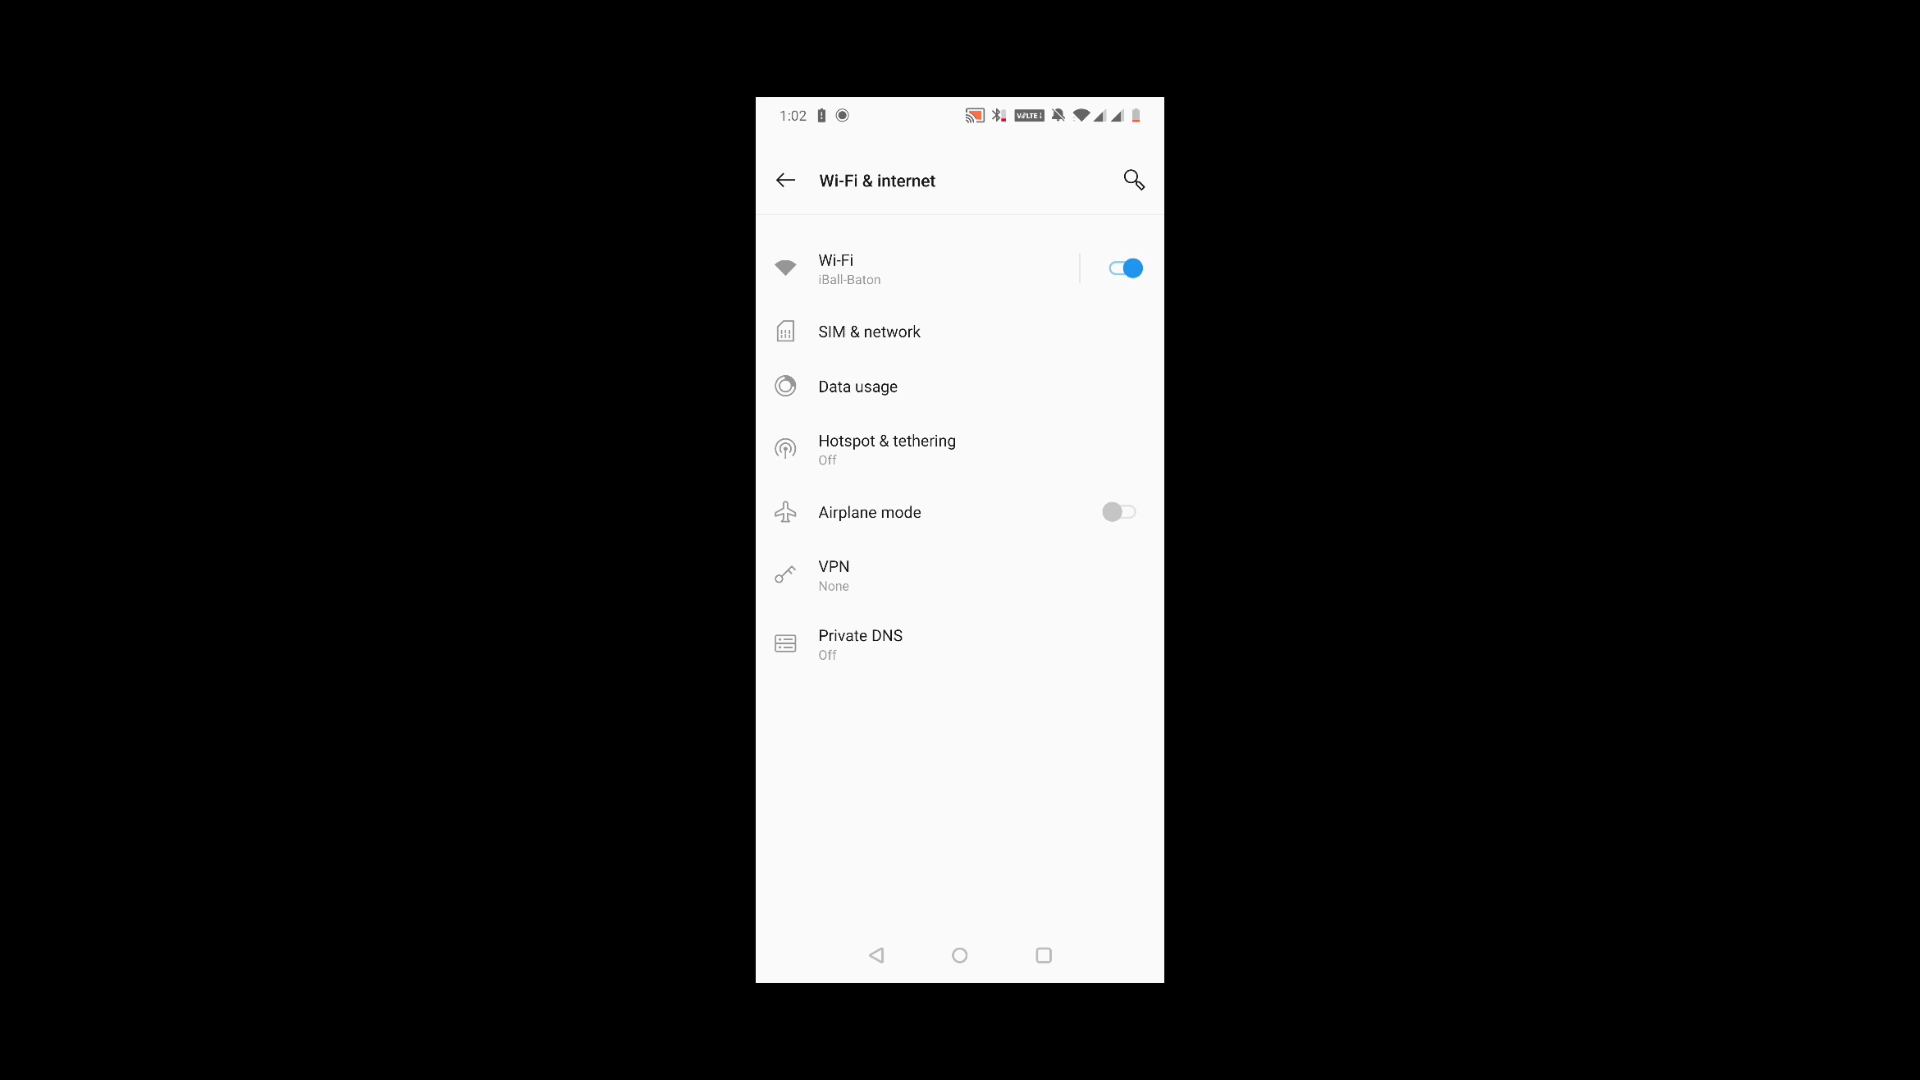 1:02
VoLTE
Wi-Fi & internet
Wi-Fi
iBall-Baton
SIM & network
Data usage
Hotspot & tethering
Off
Airplane mode
VPN
None
Private DNS
Off